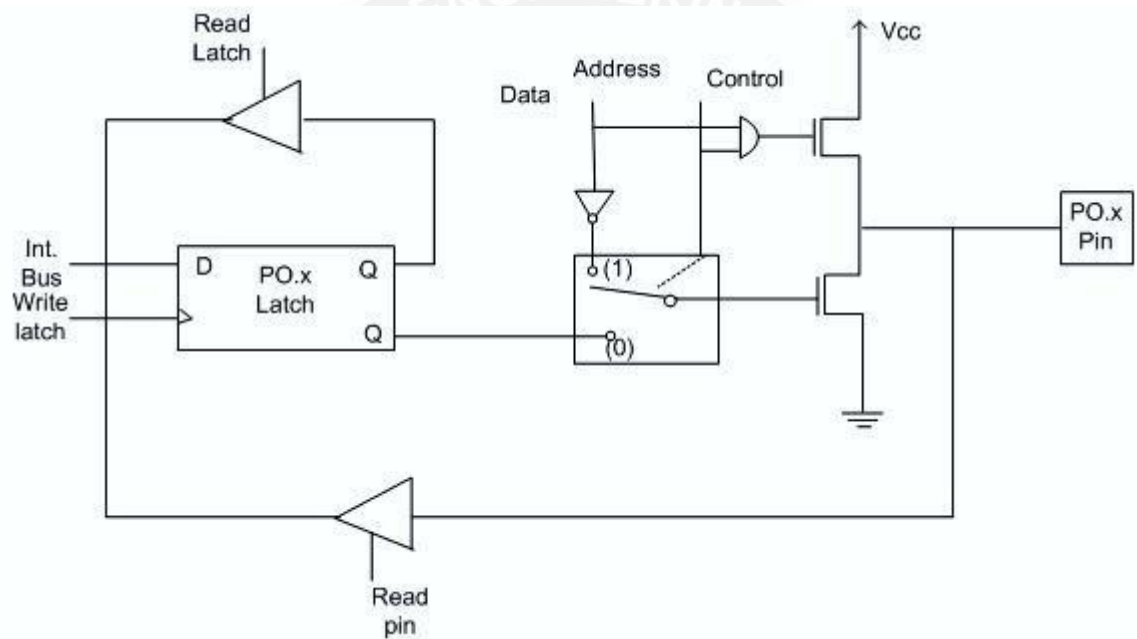 Read
Latch
Vcc
Address
Control
Data
Int.
Bus
Write
latch
D
PO.x
Latch
Q
Q
(1)
(0)
PO.x
Pin
Read
pin